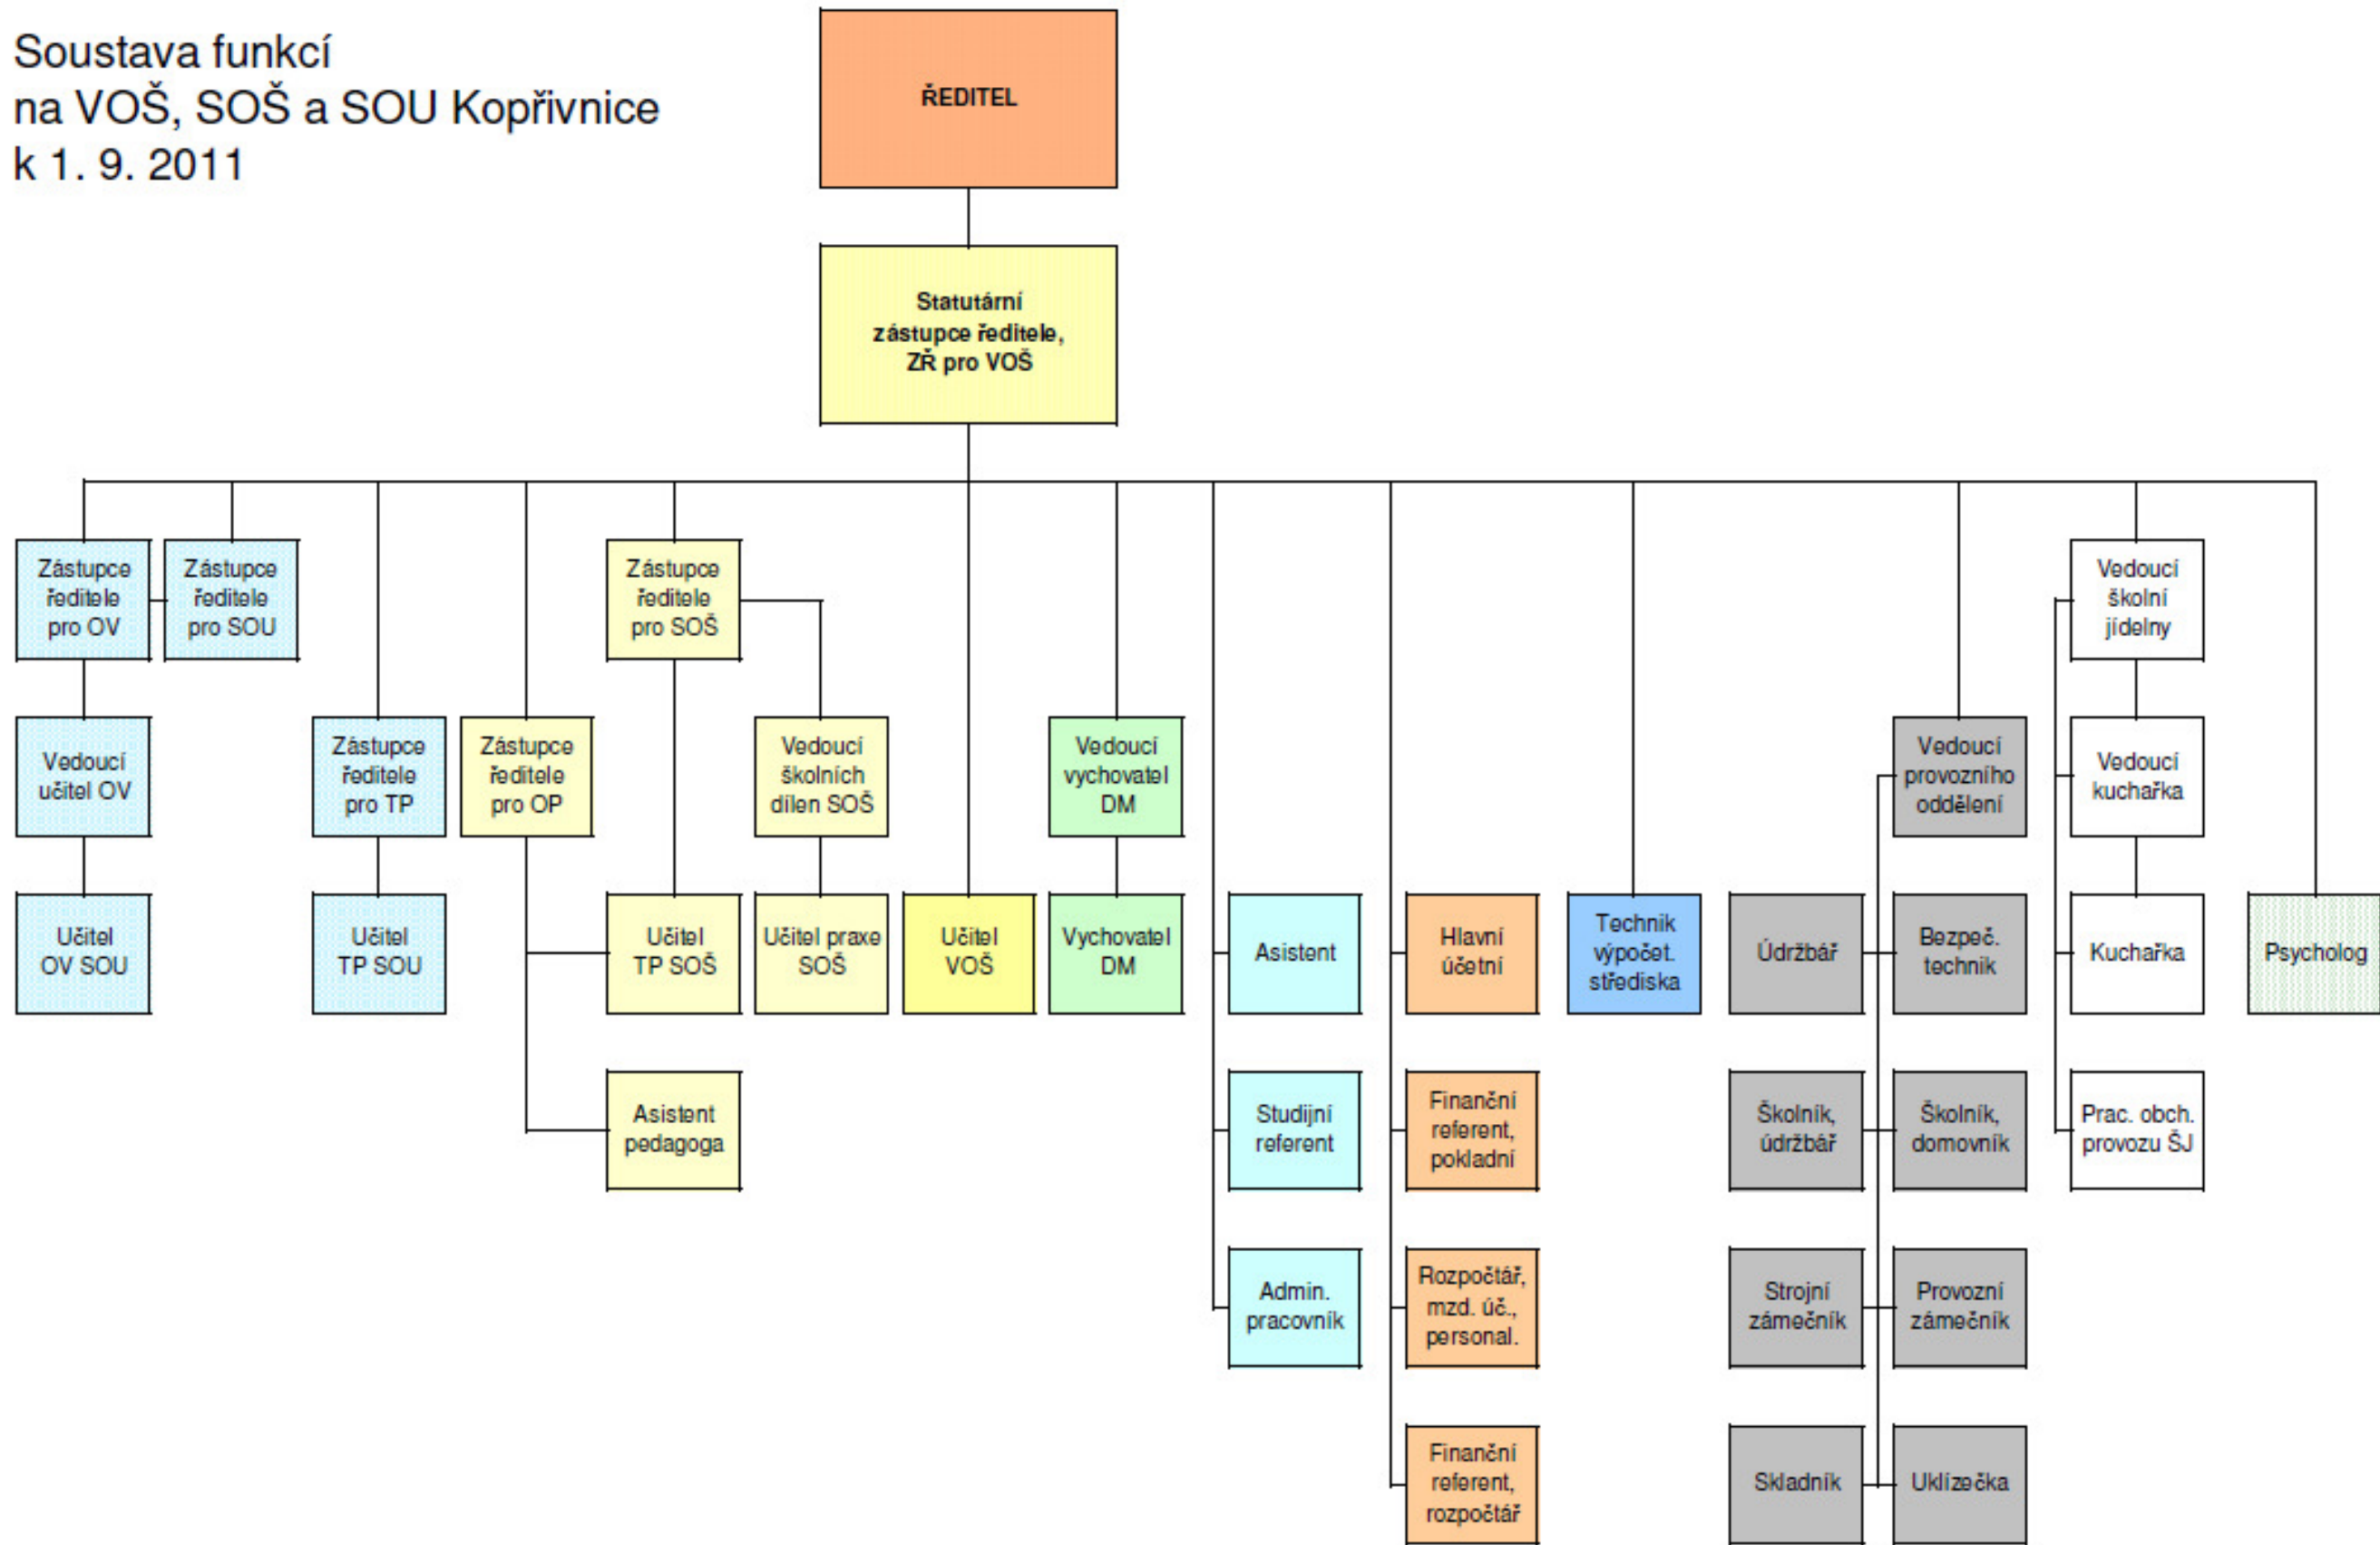 Soustava funkcí
na VOŠ, SOŠ a SOU Kopřivnice
k 1. 9. 2011
ŘEDITEL
Statutární
zástupce ředitele,
ZŘ pro VOŠ
Zástupce
ředitele
pro OV
Zástupce
ředitele
pro SOU
Zástupce
ředitele
pro SOŠ
Vedoucí
školní
jídelny
Vedoucí
učitel OV
Zástupce
ředitele
pro TP
Zástupce
ředitele
pro OP
Vedoucí
školních
dílen SOŠ
Vedoucí
vychovatel
DM
Vedoucí
provozního
oddělení
Vedoucí
kuchařka
Učitel
OV SOU
Učitel
TP SOU
Učitel
TP SOŠ
Učitel praxe
SOŠ
Učitel
VOŠ
Vychovatel
DM
Asistent
Hlavní
účetní
Technik
výpočet.
střediska
Údržbář
Bezpeč.
technik
Kuchařka
Psycholog
Asistent
pedagoga
Studijní
referent
Finanční
referent,
pokladní
Školník,
údržbář
Školník,
domovník
Prac. obch.
provozu ŠJ
Admin.
pracovník
Rozpočtář,
mzd. úč.,
personal.
Strojní
zámečník
Provozní
zámečník
Finanční
referent,
rozpočtář
Skladník
Uklízečka